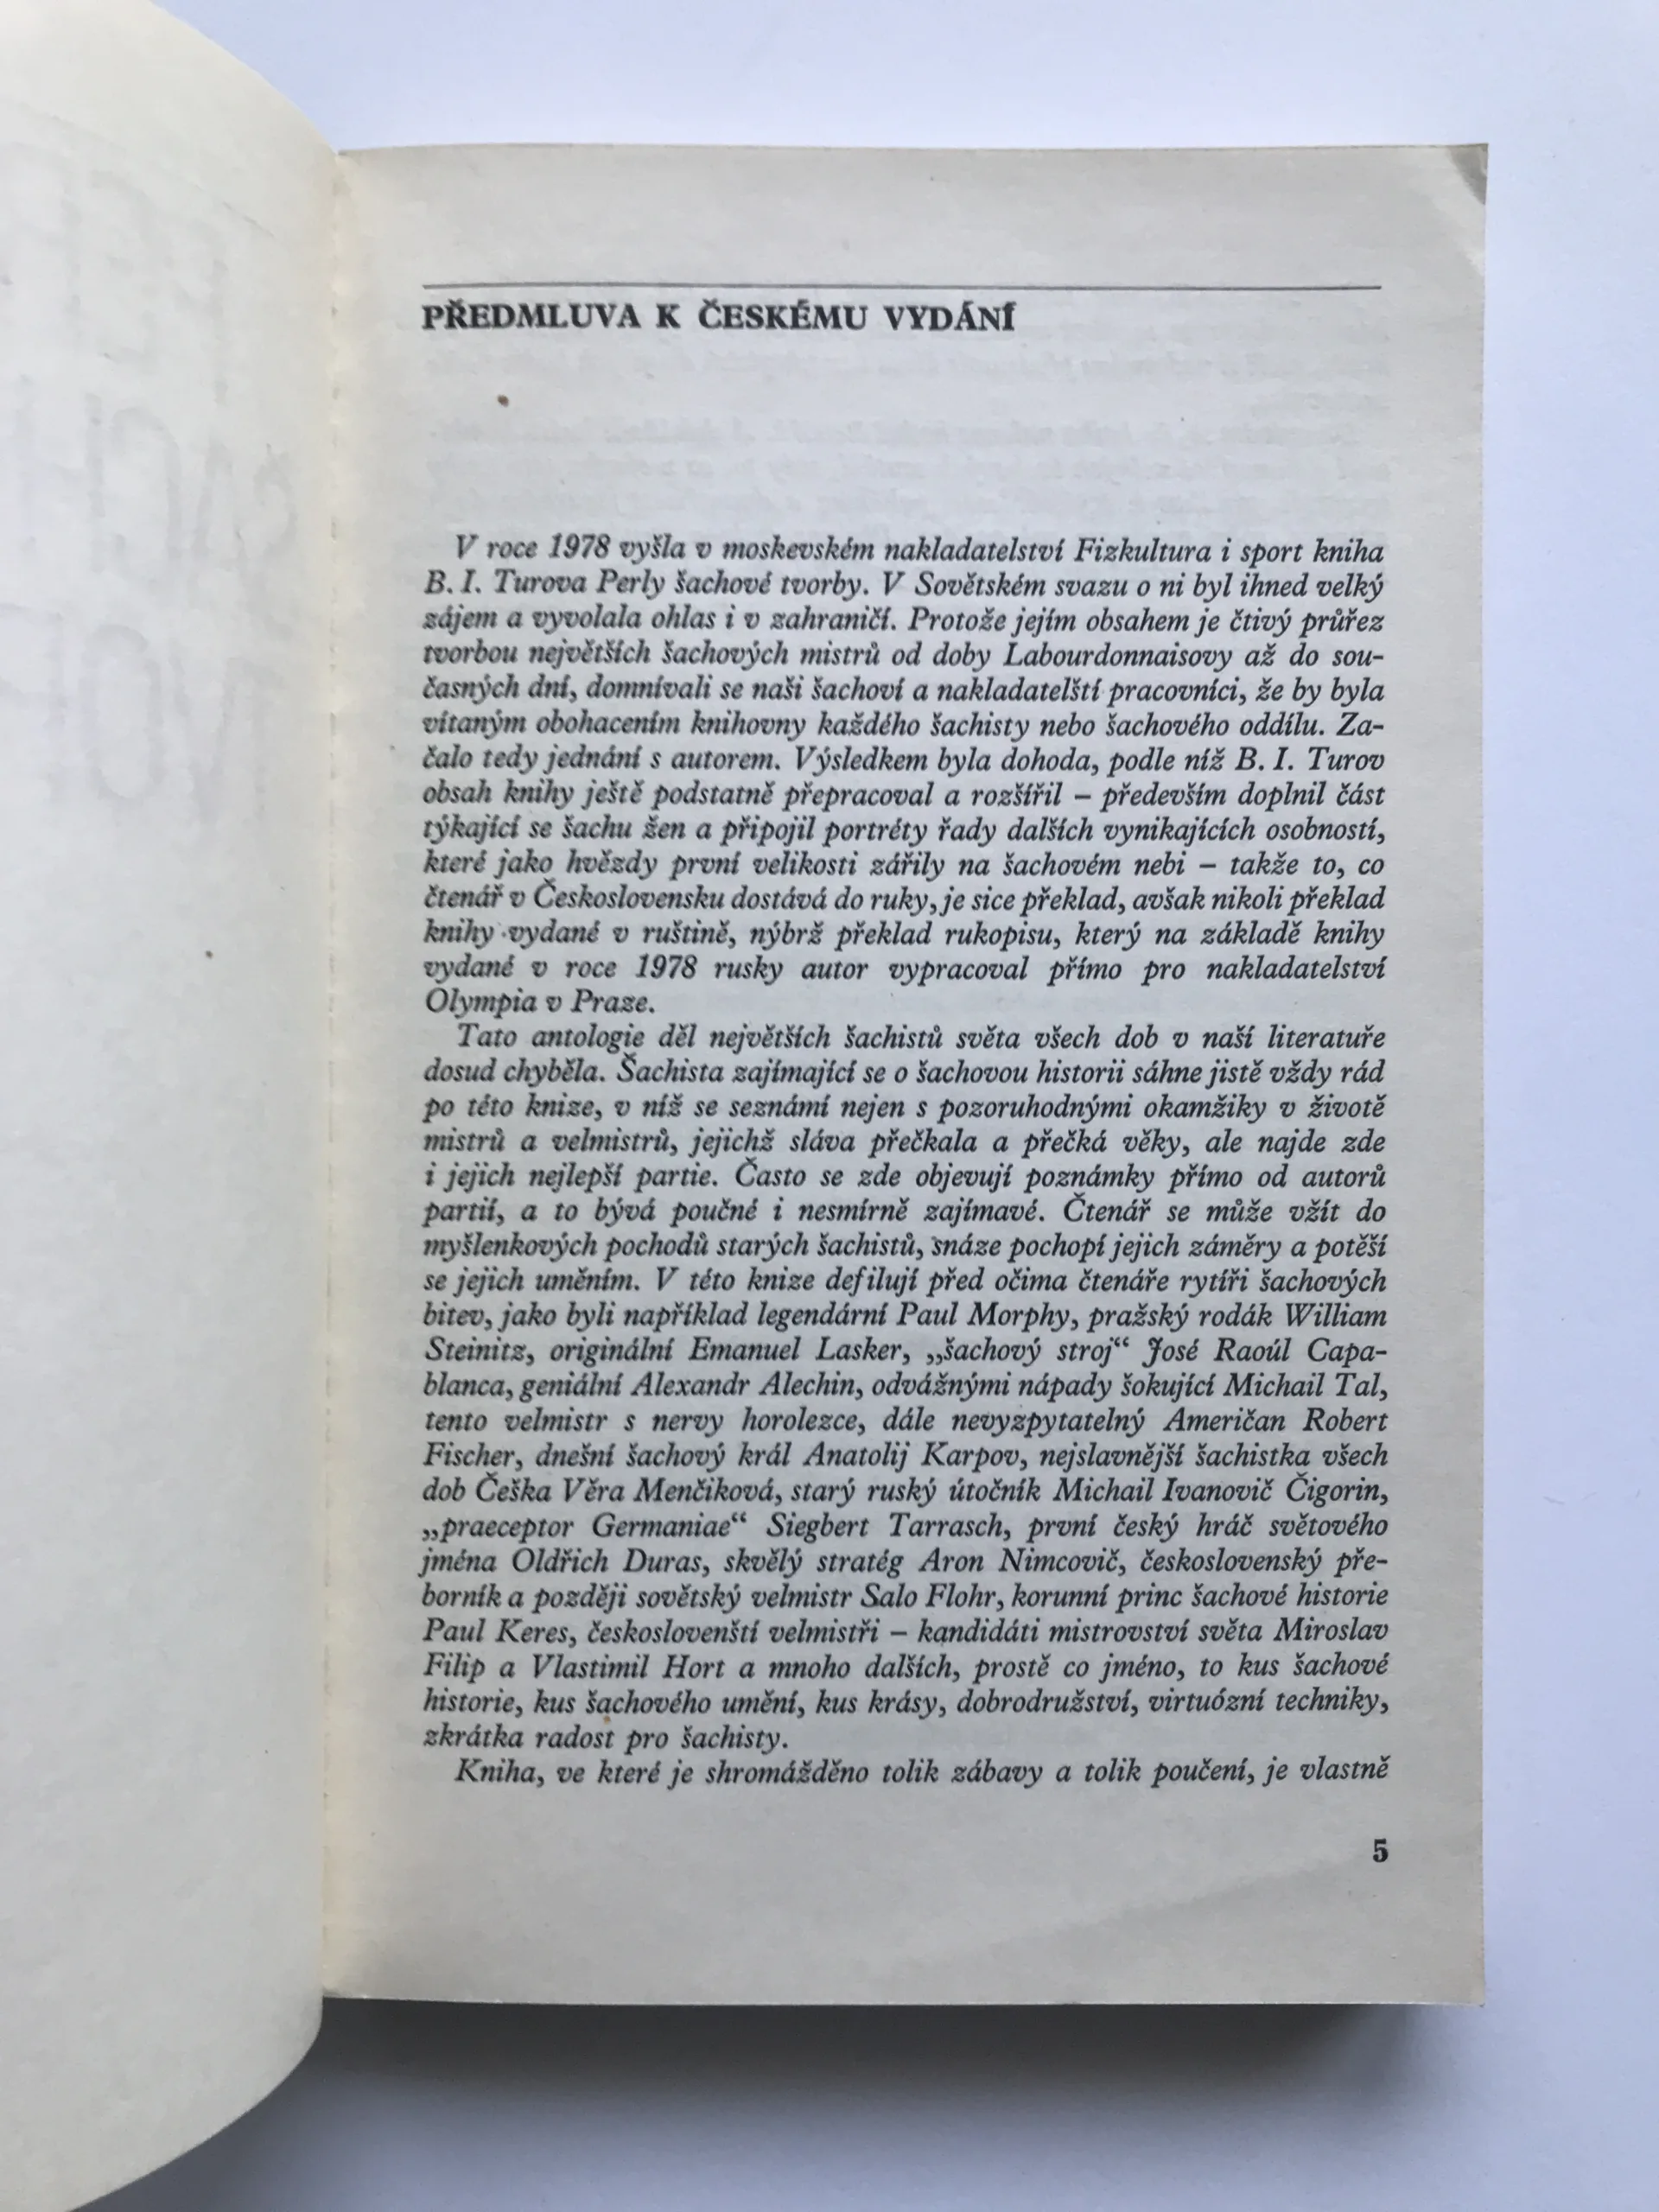 PŘEDMLUVA K ČESKÉMU VYDÁNÍ
V roce 1978 vyšla v moskevském nakladatelství Fizkultura i sport kniha
B. I. Turova Perly šachové tvorby. V Sovětském svazu o ni byl ihned velký
zájem a vyvolala ohlas i v zahraničí. Protože jejím obsahem je čtivý průřez
tvorbou největších šachových mistrů od doby Labourdonnaisovy až do sou-
časných dní, domnívali se naši šachoví a nakladatelští pracovníci, že by byla
vítaným obohacením knihovny každého šachisty nebo šachového oddílu. Za-
čalo tedy jednání s autorem. Výsledkem byla dohoda, podle níž B. I. Turov
obsah knihy ještě podstatně přepracoval a rozšířil – především doplnil část
týkající se šachu žen a připojil portréty řady dalších vynikajících osobností,
které jako hvězdy první velikosti zářily na šachovém nebi – takže to, co
čtenář v Československu dostává do ruky, je sice překlad, avšak nikoli překlad
knihy vydané v ruštině, nýbrž překlad rukopisu, který na základě knihy
vydané v roce 1978 rusky autor vypracoval přímo pro nakladatelství
Olympia v Praze.
Tato antologie děl největších šachistů světa všech dob v naší literatuře
dosud chyběla. Šachista zajímající se o šachovou historii sáhne jistě vždy rád
po této knize, v níž se seznámí nejen s pozoruhodnými okamžiky v životě
mistrů a velmistrů, jejichž sláva přečkala a přečká věky, ale najde zde
i jejich nejlepší partie. Často se zde objevují poznámky přímo od autorů
partií, a to bývá poučné i nesmírně zajímavé. Čtenář se může vžít do
myšlenkových pochodů starých šachistů, snáze pochopí jejich záměry a potěší
se jejich uměním. V této knize defilují před očima čtenáře rytíři šachových
bitev, jako byli například legendární Paul Morphy, pražský rodák William
Steinitz, originální Emanuel Lasker, „šachový stroj“ José Raoúl Capa-
blanca, geniální Alexandr Alechin, odvážnými nápady šokující Michail Tal,
tento velmistr s nervy horolezce, dále nevyzpytatelný Američan Robert
Fischer, dnešní šachový král Anatolij Karpov, nejslavnější šachistka všech
dob Češka Věra Menčiková, starý ruský útočník Michail Ivanovič Čigorin,
„praeceptor Germaniae“ Siegbert Tarrasch, první český hráč světového
jména Oldřich Duras, skvělý stratég Aron Nimcovič, československý pře-
borník a později sovětský velmistr Salo Flohr, korunní princ šachové historie
Paul Keres, českoslovenští velmistři – kandidáti mistrovství světa Miroslav
Filip a Vlastimil Hort a mnoho dalších, prostě co jméno, to kus šachové
historie, kus šachového umění, kus krásy, dobrodružství, virtuózní techniky,
zkrátka radost pro šachisty.
Kniha, ve které je shromážděno tolik zábavy a tolik poučení, je vlastně
5